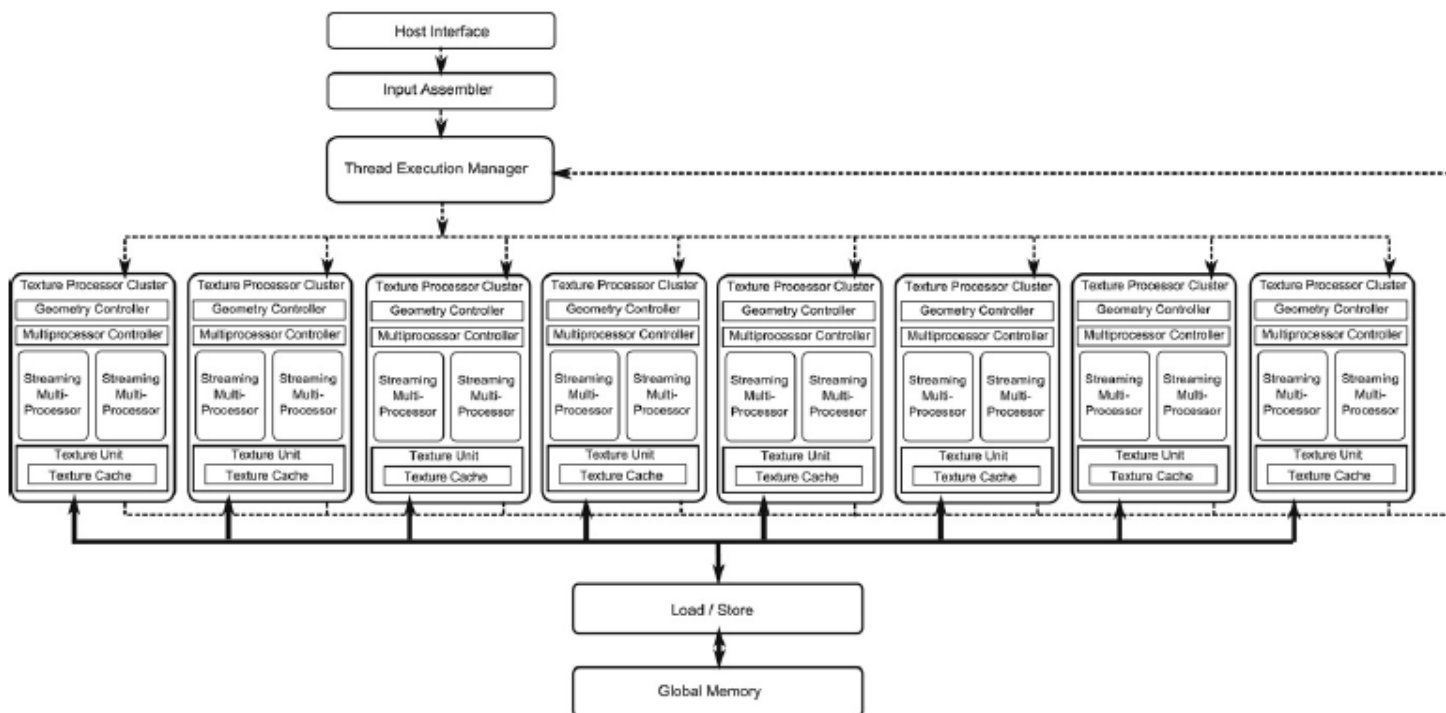 Host Interface
Input Assembler
Thread Execution Manager
Texture Processor Cluster
Geometry Controller
Multiprocessor Controller
Streaming
Multi-
Processor
Streaming
Multi-
Processor
Texture Unit
Texture Cache
Texture Processor Cluster
Geometry Controller
Multiprocessor Controller
Streaming
Multi-
Processor
Streaming
Multi-
Processor
Texture Unit
Texture Cache
Texture Processor Cluster
Geometry Controller
Multiprocessor Controller
Streaming
Multi-
Processor
Streaming
Multi-
Processor
Texture Unit
Texture Cache
Texture Processor Cluster
Geometry Controller
Multiprocessor Controller
Streaming
Multi-
Processor
Streaming
Multi-
Processor
Texture Unit
Texture Cache
Texture Processor Cluster
Geometry Controller
Multiprocessor Controller
Streaming
Multi-
Processor
Streaming
Multi-
Processor
Texture Unit
Texture Cache
Texture Processor Cluster
Geometry Controller
Multiprocessor Controller
Streaming
Multi-
Processor
Streaming
Multi-
Processor
Texture Unit
Texture Cache
Texture Processor Cluster
Geometry Controller
Multiprocessor Controller
Streaming
Multi-
Processor
Streaming
Multi-
Processor
Texture Unit
Texture Cache
Texture Processor Cluster
Geometry Controller
Multiprocessor Controller
Streaming
Multi-
Processor
Streaming
Multi-
Processor
Texture Unit
Texture Cache
Load / Store
Global Memory